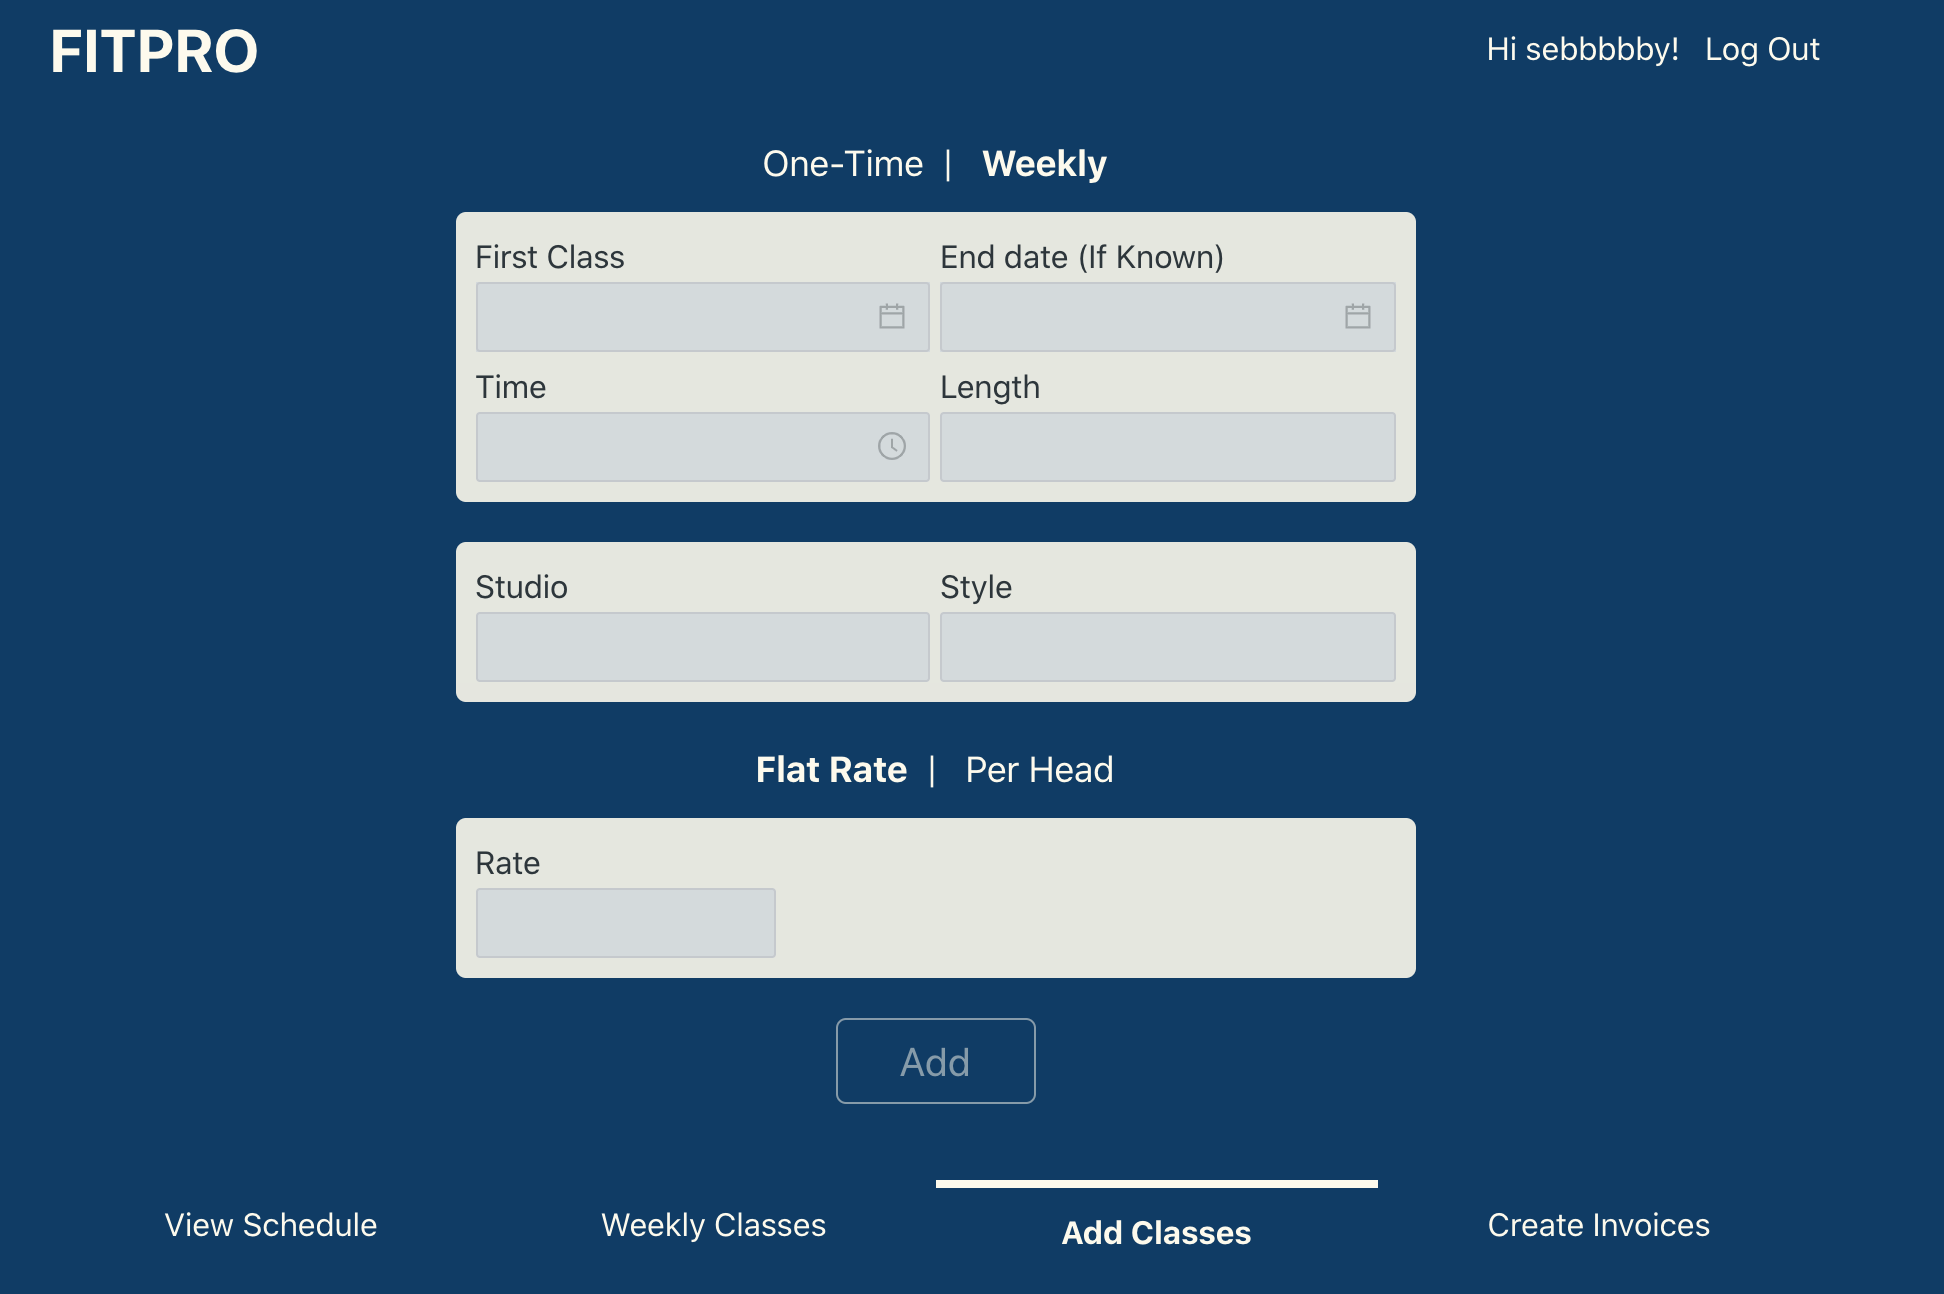 FITPRO
Hi sebbbbby! Log Out
One-Time | Weekly
First Class
End date (If Known)
Time
Length
Studio
Style
Flat Rate | Per Head
Rate
Add
View Schedule
Weekly Classes
Add Classes
Create Invoices